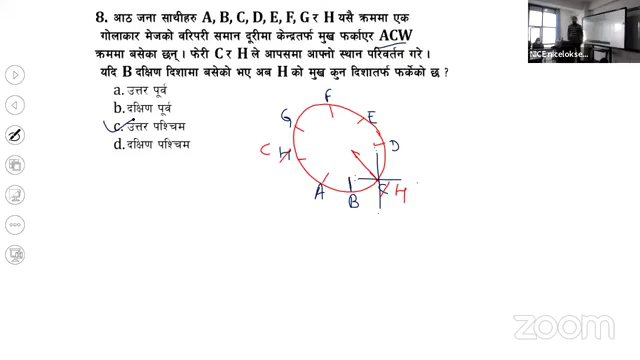 8. आठ जना साथीहरु A, B, C, D, E, F, G र H यसै क्रममा एक
गोलाकार मेजको वरिपरी समान दूरीमा केन्द्रतर्फ मुख फर्काएर ACW
क्रममा बसेका छन् । फेरी C र H ले आपसमा आफ्नो स्थान परिवर्तन गरे ।
यदि B दक्षिण दिशामा बसेको भए अब H को मुख कुन दिशातर्फ फर्केको छ ?
a. उत्तर पूर्व
b. दक्षिण पूर्व
c. उत्तर पश्चिम
d. दक्षिण पश्चिम
F
G
E
C
H
D
A
B
C
H
zoom